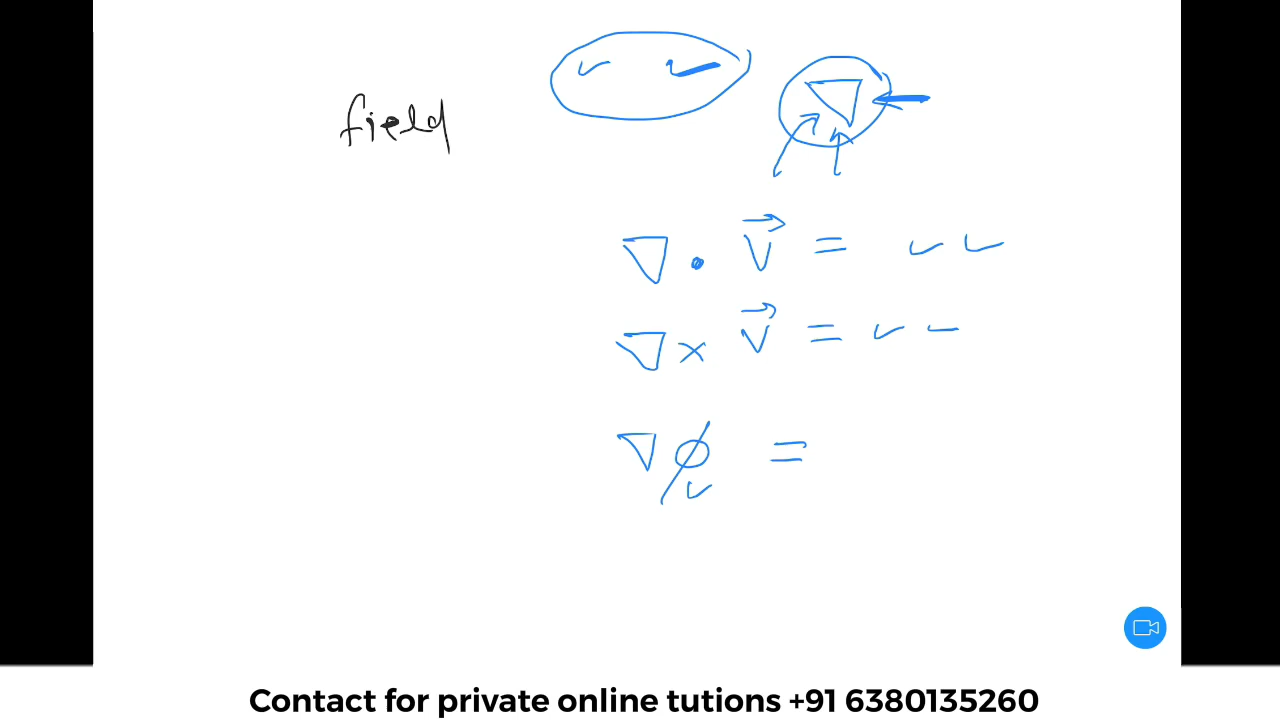 field
∇
∇ · V⃗ = ✓ ✓
∇ × V⃗ = ✓ –
∇ϕ =
✓
Contact for private online tutions +91 6380135260